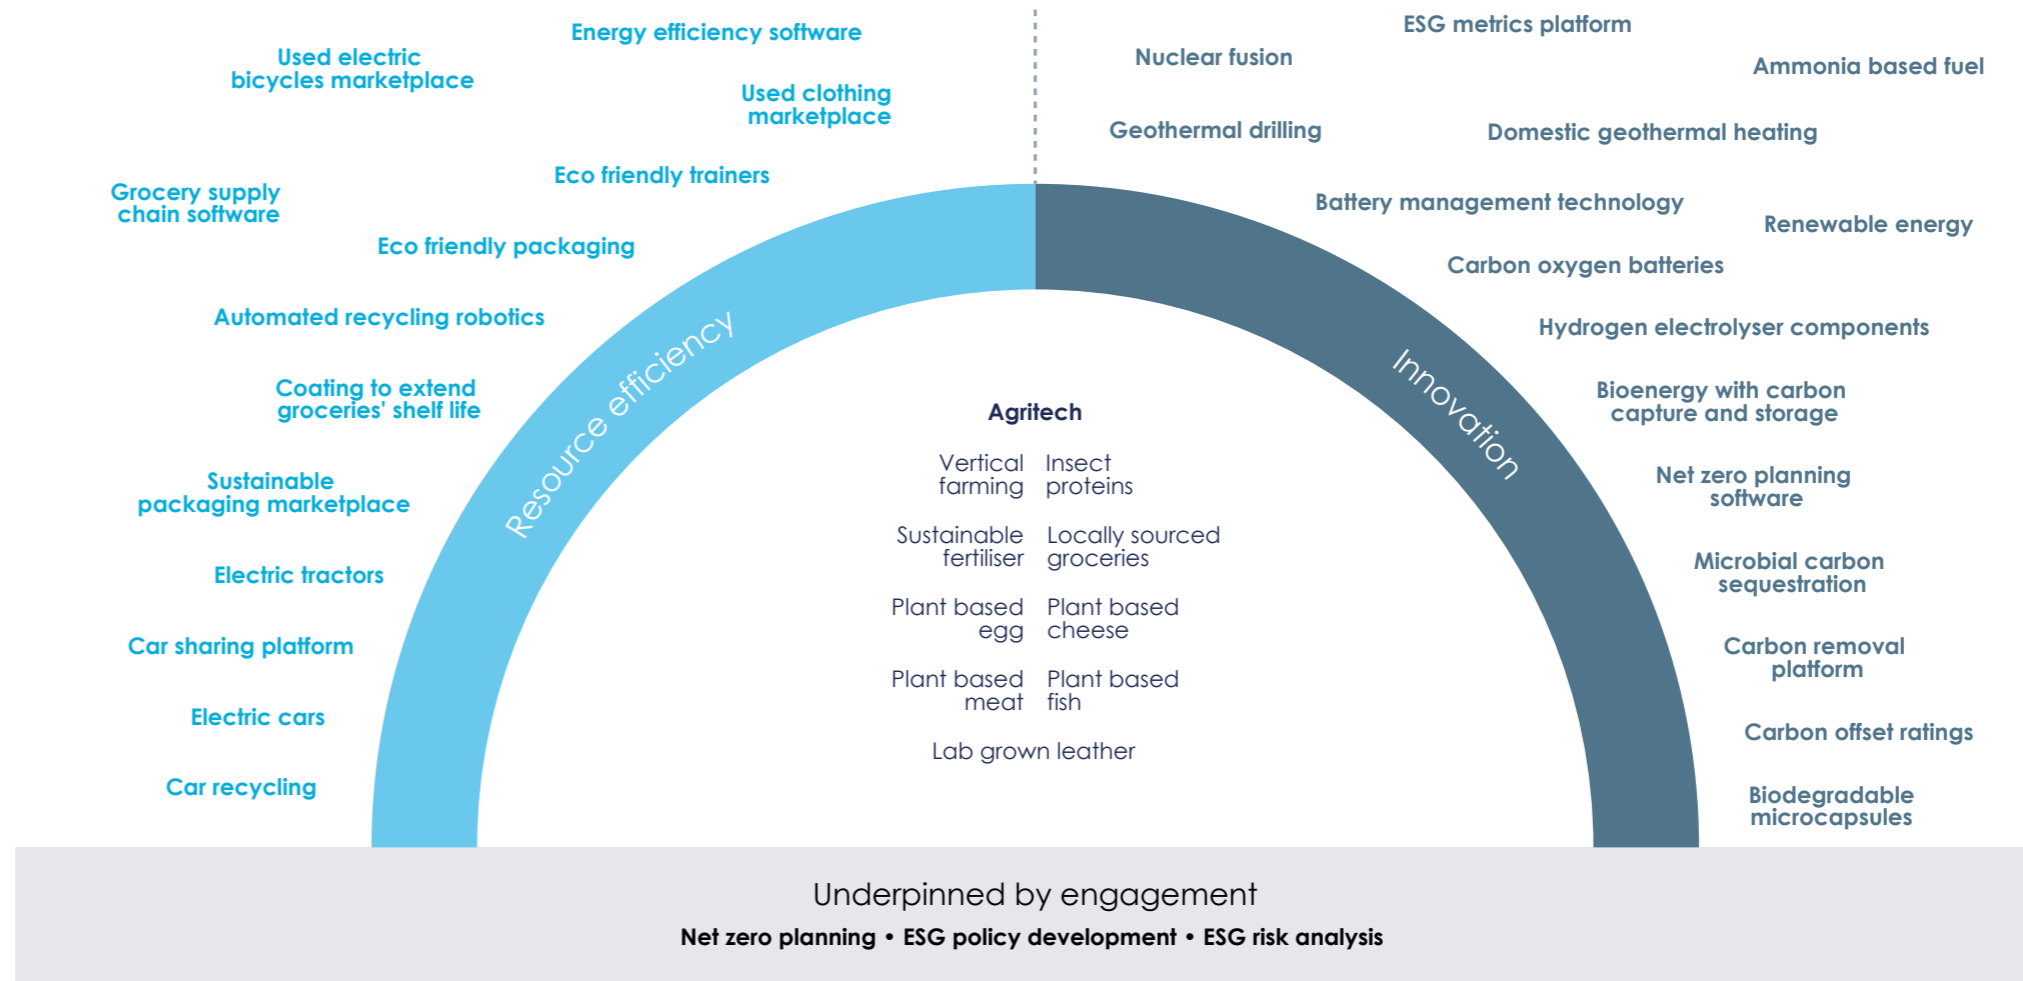 Energy efficiency software
Used electric
bicycles marketplace
Used clothing
marketplace
Eco friendly trainers
Grocery supply
chain software
Eco friendly packaging
Automated recycling robotics
Coating to extend
groceries' shelf life
Sustainable
packaging marketplace
Electric tractors
Car sharing platform
Electric cars
Car recycling
Resource efficiency
ESG metrics platform
Nuclear fusion
Ammonia based fuel
Geothermal drilling
Domestic geothermal heating
Battery management technology
Renewable energy
Carbon oxygen batteries
Hydrogen electrolyser components
Bioenergy with carbon
capture and storage
Net zero planning
software
Microbial carbon
sequestration
Carbon removal
platform
Carbon offset ratings
Biodegradable
microcapsules
Innovation
Agritech
Vertical
farming
Insect
proteins
Sustainable
fertiliser
Locally sourced
groceries
Plant based
egg
Plant based
cheese
Plant based
meat
Plant based
fish
Lab grown leather
Underpinned by engagement
Net zero planning • ESG policy development • ESG risk analysis